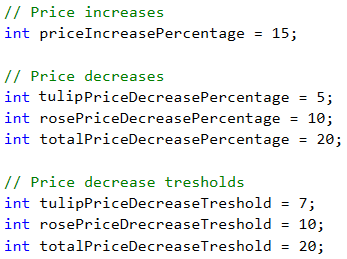 // Price increases
int priceIncreasePercentage = 15;
// Price decreases
int tulipPriceDecreasePercentage = 5;
int rosePriceDecreasePercentage = 10;
int totalPriceDecreasePercentage = 20;
// Price decrease tresholds
int tulipPriceDecreaseTreshold = 7;
int rosePriceDrecreaseTreshold = 10;
int totalPriceDecreaseTreshold = 20;